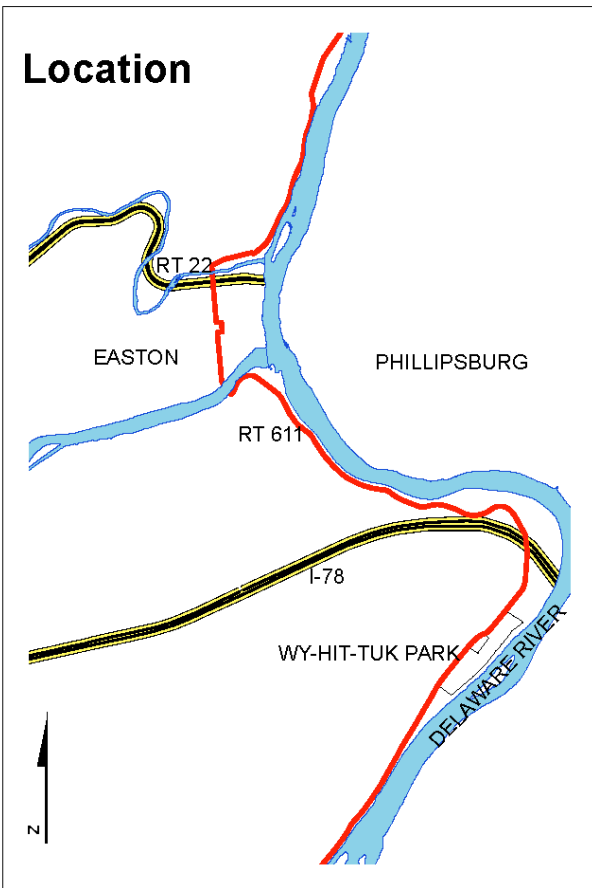 Location
RT 22
EASTON
PHILLIPSBURG
RT 611
I-78
WY-HIT-TUK PARK
DELAWARE RIVER
N